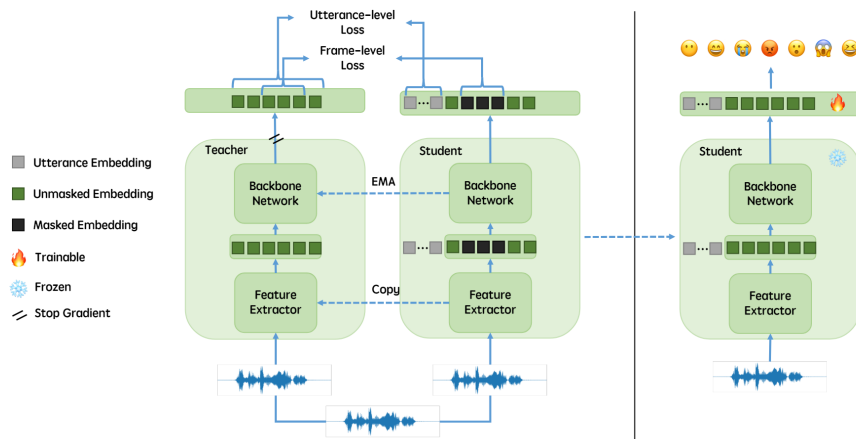 Utterance-level
Loss
Frame-level
Loss
Utterance Embedding
Unmasked Embedding
Masked Embedding
Trainable
Frozen
Stop Gradient
Teacher
Backbone
Network
Feature
Extractor
EMA
Copy
Student
Backbone
Network
Feature
Extractor
Student
Backbone
Network
Feature
Extractor